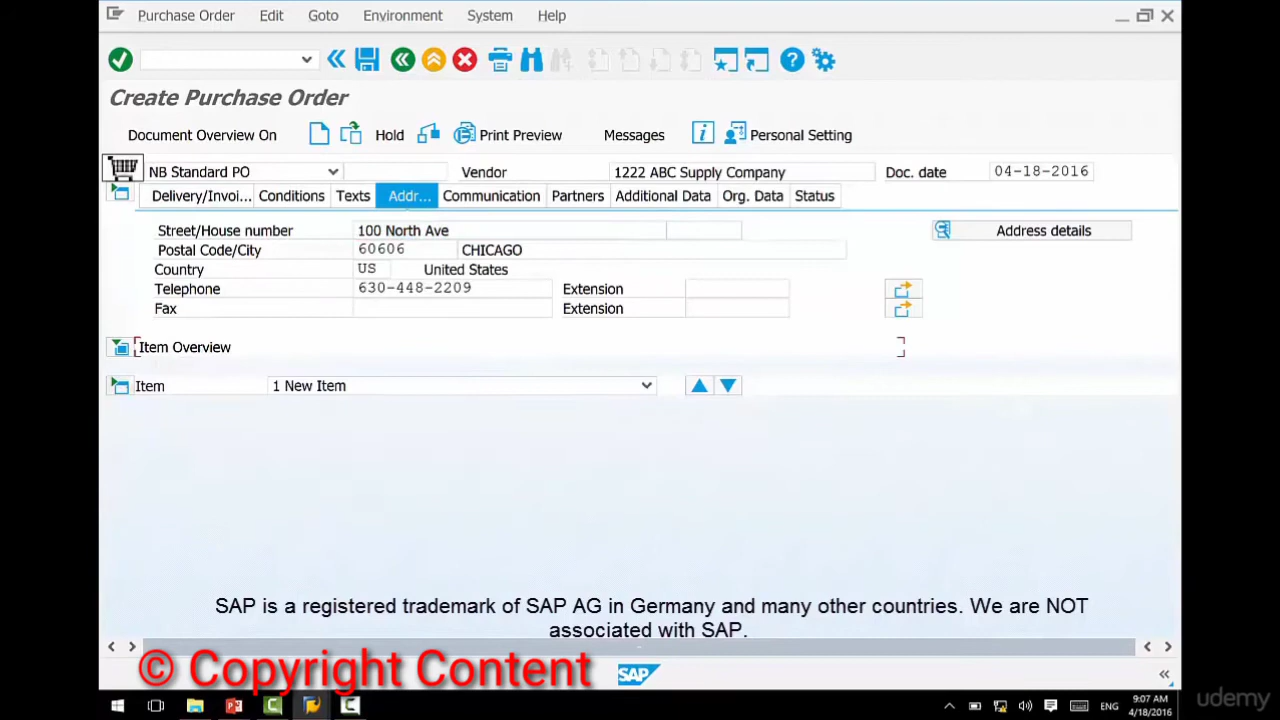 Purchase Order Edit Goto Environment System Help
Create Purchase Order
Document Overview On Hold Print Preview Messages Personal Setting
NB Standard PO Vendor 1222 ABC Supply Company Doc. date 04-18-2016
Delivery/Invoi... Conditions Texts Addr... Communication Partners Additional Data Org. Data Status
Street/House number 100 North Ave Address details
Postal Code/City 60606 CHICAGO
Country US United States
Telephone 630-448-2209 Extension
Fax Extension
Item Overview
Item 1 New Item
SAP is a registered trademark of SAP AG in Germany and many other countries. We are NOT
associated with SAP.
© Copyright Content SAP
ENG 9:07 AM
4/18/2016
udemy